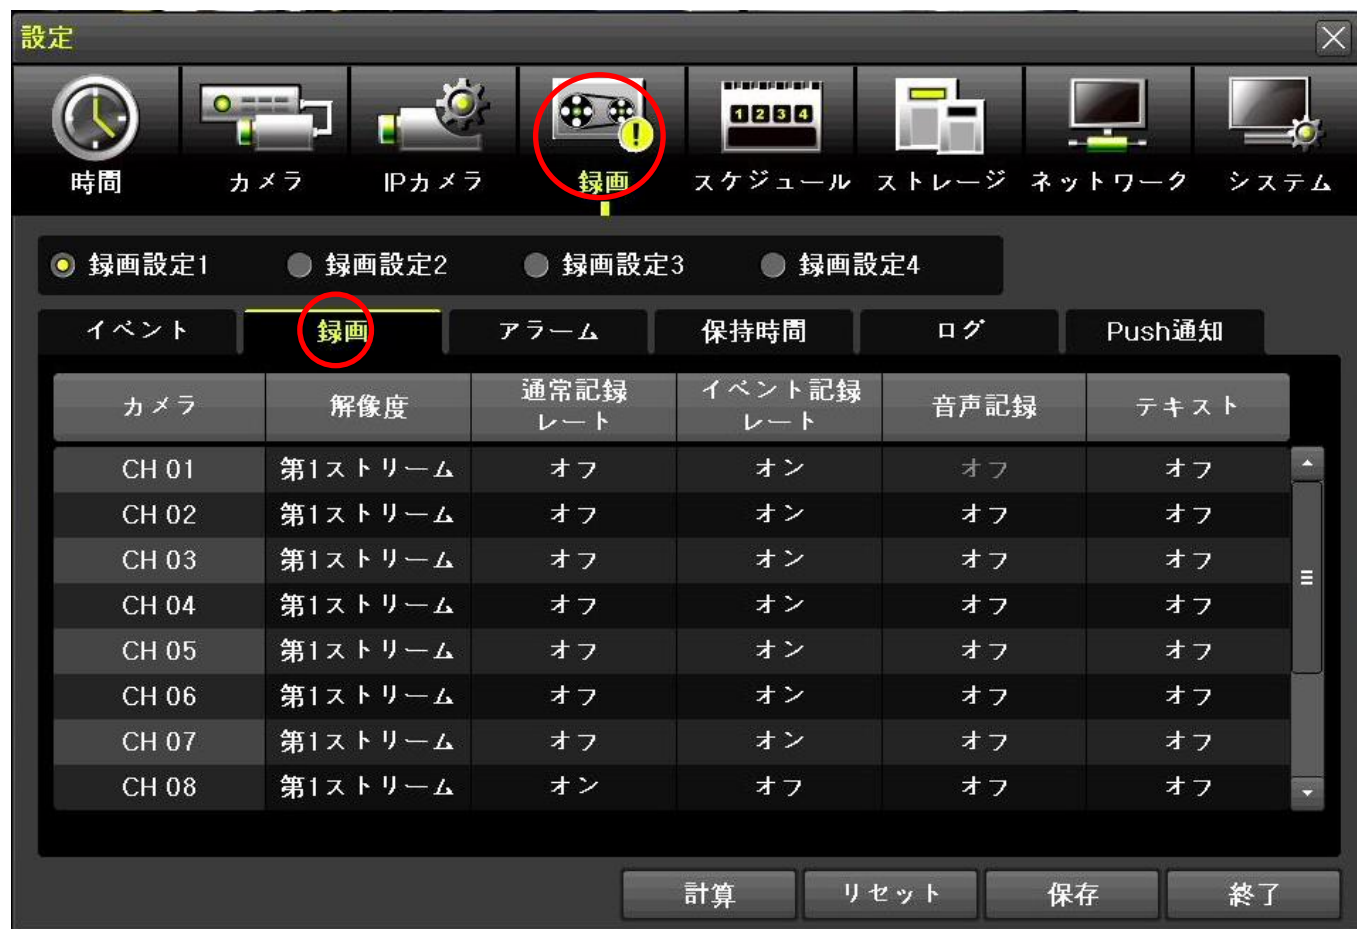 設定
時間 カメラ IPカメラ 録画 スケジュール ストレージ ネットワーク システム
1 2 3 4
録画設定1 録画設定2 録画設定3 録画設定4
イベント 録画 アラーム 保持時間 ログ Push通知
カメラ 解像度 通常記録レート イベント記録レート 音声記録 テキスト
CH 01 第1ストリーム オフ オン オフ オフ
CH 02 第1ストリーム オフ オン オフ オフ
CH 03 第1ストリーム オフ オン オフ オフ
CH 04 第1ストリーム オフ オン オフ オフ
CH 05 第1ストリーム オフ オン オフ オフ
CH 06 第1ストリーム オフ オン オフ オフ
CH 07 第1ストリーム オフ オン オフ オフ
CH 08 第1ストリーム オン オフ オフ オフ
計算 リセット 保存 終了